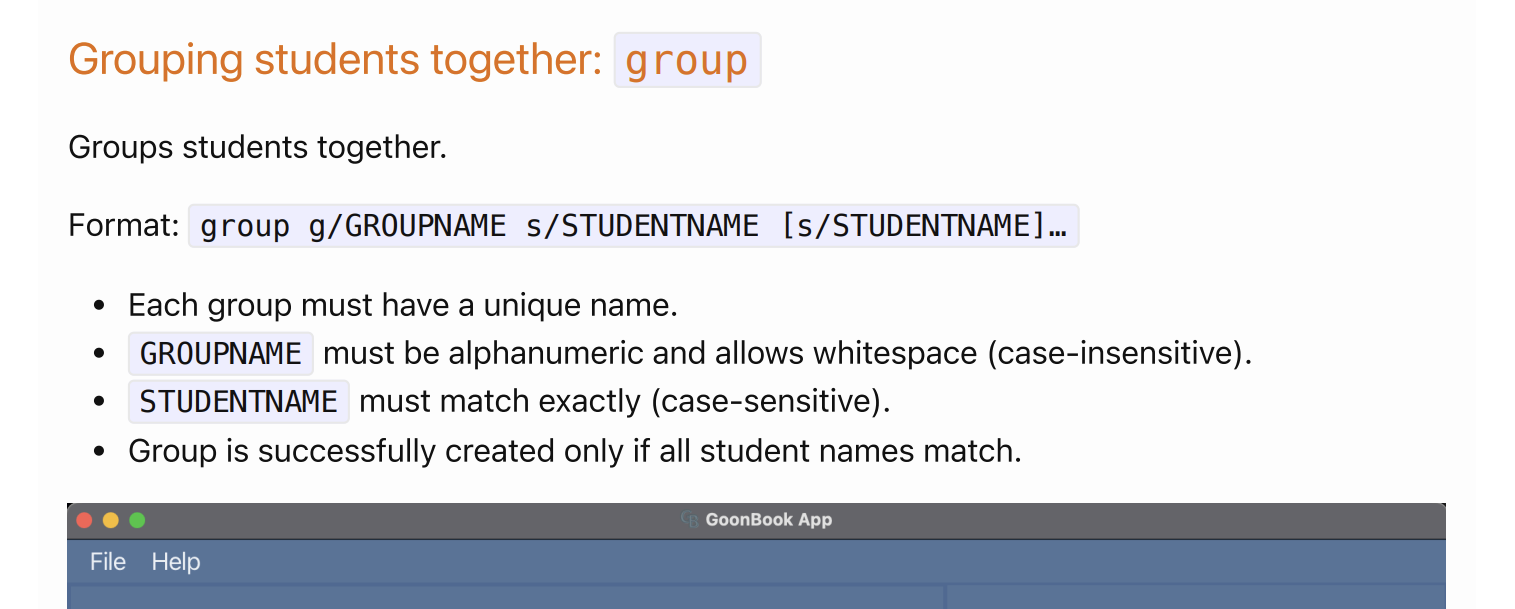 Grouping students together: group
Groups students together.
Format: group g/GROUPNAME s/STUDENTNAME [s/STUDENTNAME]…
• Each group must have a unique name.
• GROUPNAME must be alphanumeric and allows whitespace (case-insensitive).
• STUDENTNAME must match exactly (case-sensitive).
• Group is successfully created only if all student names match.
GB GoonBook App
File Help